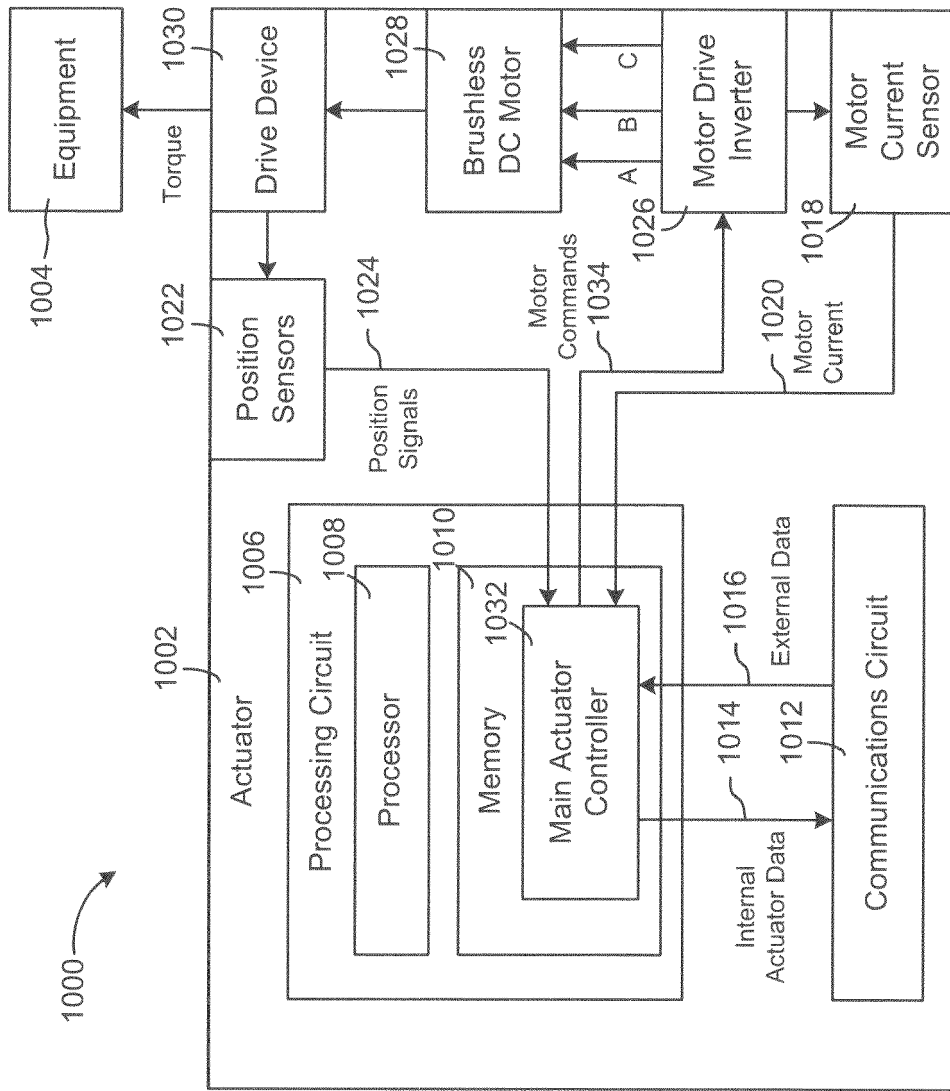 1000
Equipment
1004
Torque
1002
Actuator
1022
Position
Sensors
1030
Drive Device
1024
Position
Signals
1006
Processing Circuit
1008
Processor
1010
Memory
1032
Main Actuator
Controller
1028
Brushless
DC Motor
A
B
C
Motor
Commands
1034
1026
Motor Drive
Inverter
Internal
Actuator Data
1014
1016
External Data
1020
Motor
Current
1018
Motor
Current
Sensor
1012
Communications Circuit